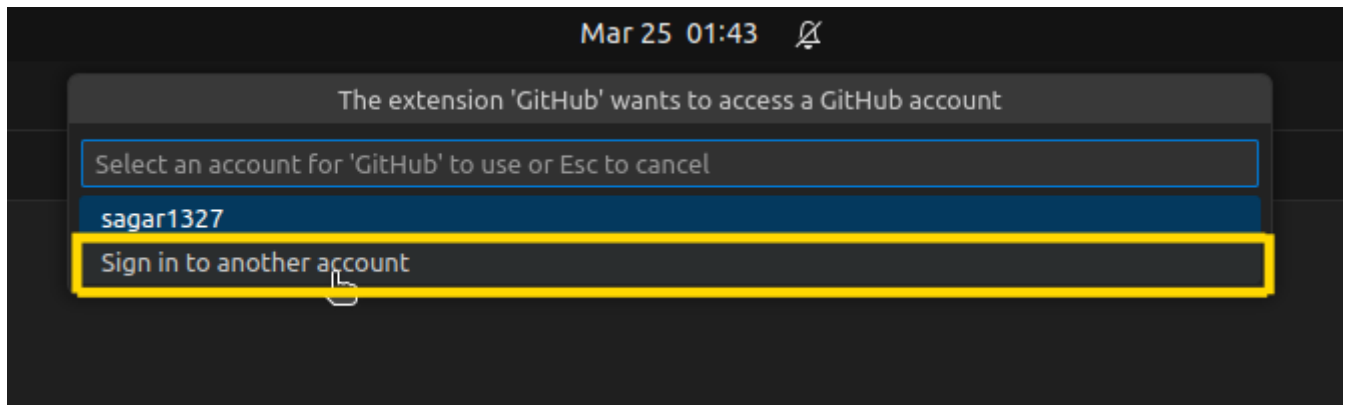 Mar 25 01:43
The extension 'GitHub' wants to access a GitHub account
Select an account for 'GitHub' to use or Esc to cancel
sagar1327
Sign in to another account